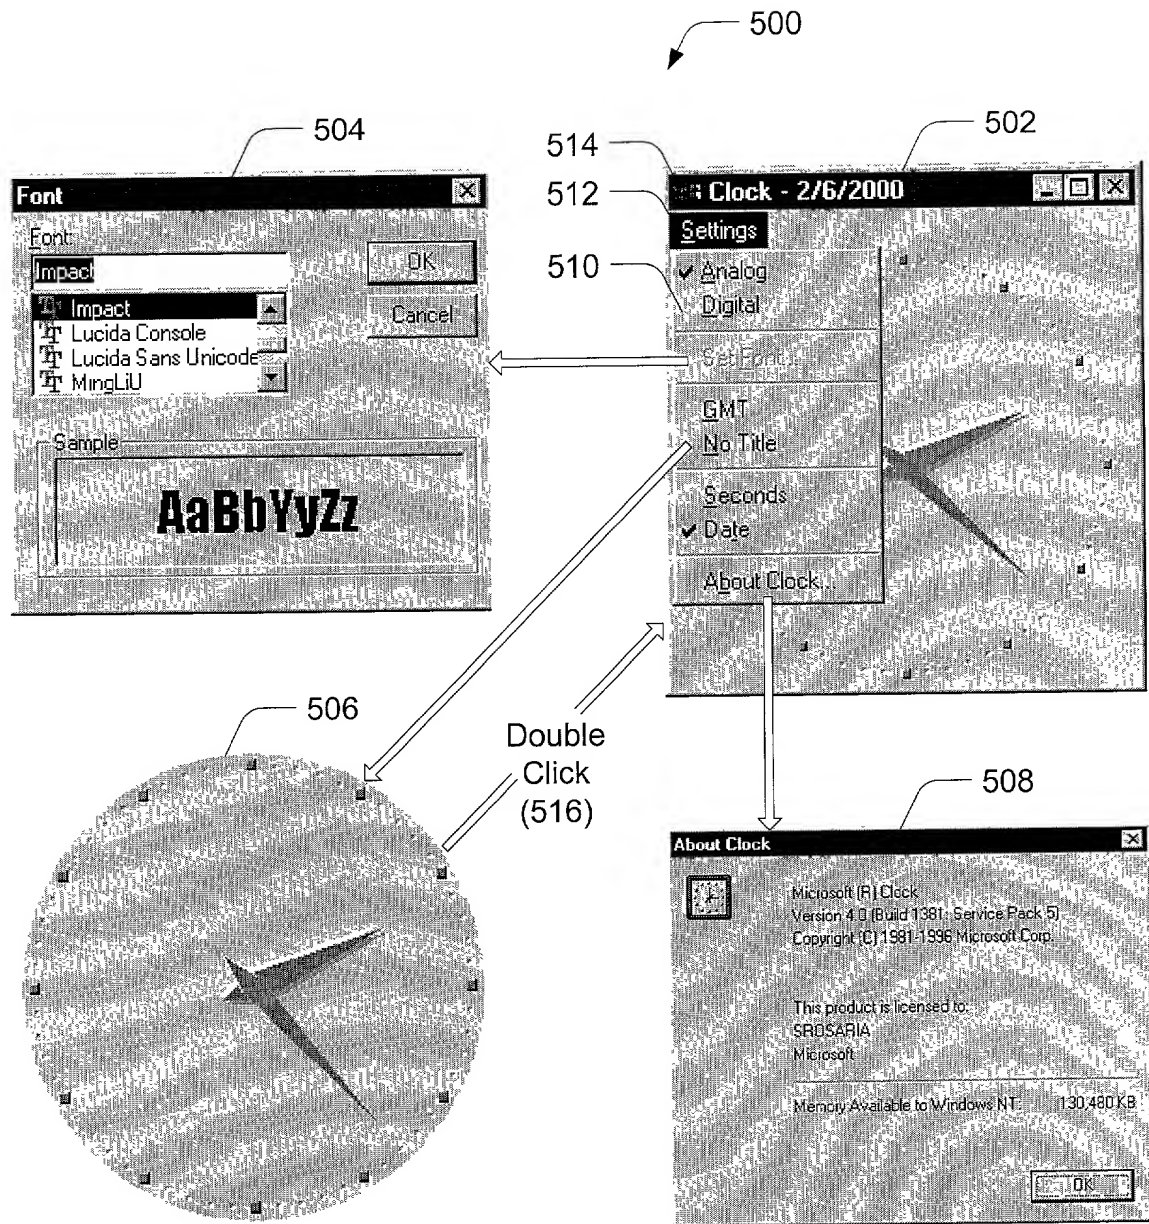 500
504
Font
Font:
Impact
Impact
Lucida Console
Lucida Sans Unicode
MingLiU
OK
Cancel
Sample
AaBbYyZz
502
514
512
510
Clock - 2/6/2000
Settings
Analog
Digital
Set Font
GMT
No Title
Seconds
Date
About Clock...
506
Double
Click
(516)
508
About Clock
Microsoft (R) Clock
Version 4.0 (Build 1381: Service Pack 5)
Copyright (C) 1981-1996 Microsoft Corp.
This product is licensed to:
SROSARIA
Microsoft
Memory Available to Windows NT: 130,480 KB
OK